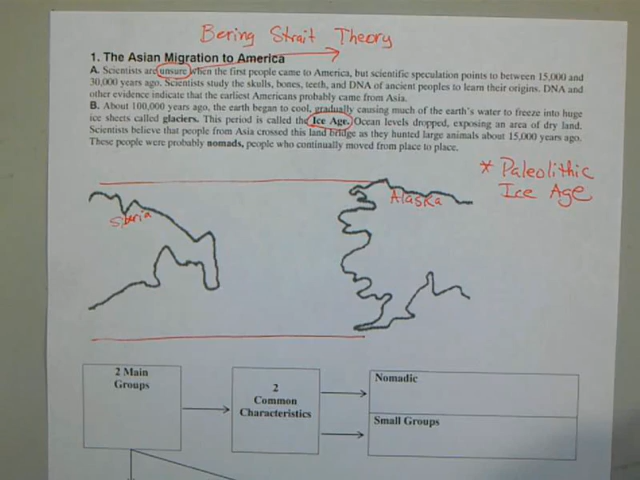 Bering Strait Theory
1. The Asian Migration to America
A. Scientists are unsure when the first people came to America, but scientific speculation points to between 15,000 and
30,000 years ago. Scientists study the skulls, bones, teeth, and DNA of ancient peoples to learn their origins. DNA and
other evidence indicate that the earliest Americans probably came from Asia.
B. About 100,000 years ago, the earth began to cool, gradually causing much of the earth's water to freeze into huge
ice sheets called glaciers. This period is called the Ice Age. Ocean levels dropped, exposing an area of dry land.
Scientists believe that people from Asia crossed this land bridge as they hunted large animals about 15,000 years ago.
These people were probably nomads, people who continually moved from place to place.
* Paleolithic
Ice Age
Siberia
Alaska
2 Main
Groups
2
Common
Characteristics
Nomadic
Small Groups